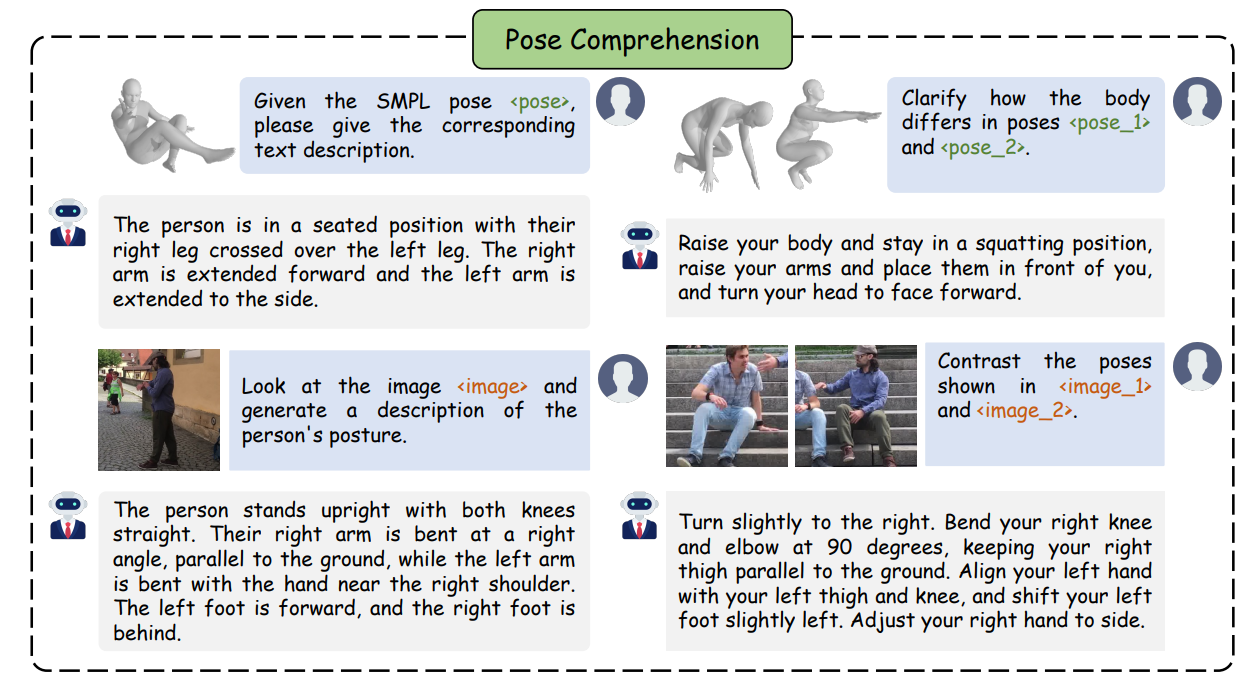 Pose Comprehension
Given the SMPL pose <pose>,
please give the corresponding
text description.
The person is in a seated position with their
right leg crossed over the left leg. The right
arm is extended forward and the left arm is
extended to the side.
Look at the image <image> and
generate a description of the
person's posture.
The person stands upright with both knees
straight. Their right arm is bent at a right
angle, parallel to the ground, while the left arm
is bent with the hand near the right shoulder.
The left foot is forward, and the right foot is
behind.
Clarify how the body
differs in poses <pose_1>
and <pose_2>.
Raise your body and stay in a squatting position,
raise your arms and place them in front of you,
and turn your head to face forward.
Contrast the poses
shown in <image_1>
and <image_2>.
Turn slightly to the right. Bend your right knee
and elbow at 90 degrees, keeping your right
thigh parallel to the ground. Align your left hand
with your left thigh and knee, and shift your left
foot slightly left. Adjust your right hand to side.